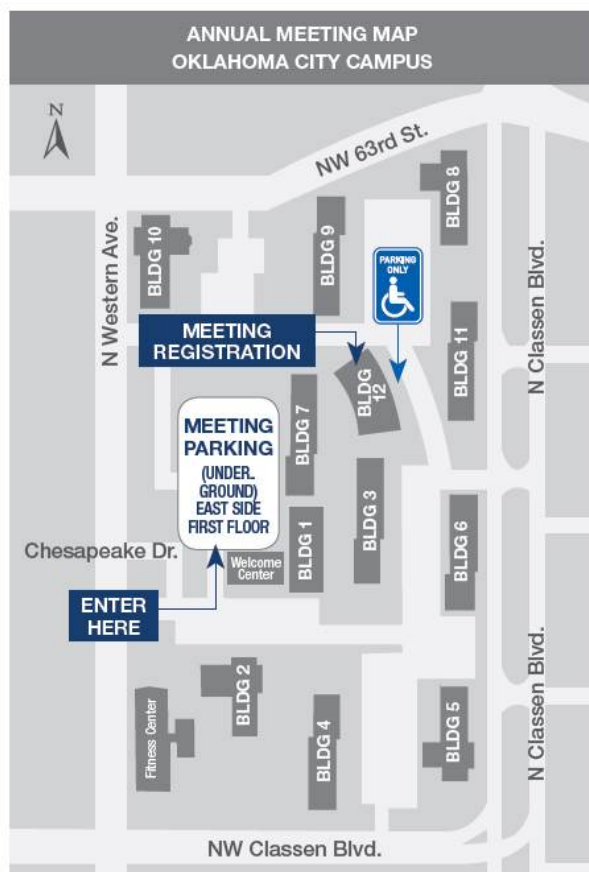 ANNUAL MEETING MAP
OKLAHOMA CITY CAMPUS
N
NW 63rd St.
BLDG 8
BLDG 10
BLDG 9
PARKING
ONLY
N Western Ave.
N Classen Blvd.
MEETING
REGISTRATION
BLDG 11
BLDG
12
MEETING
PARKING
(UNDER.
GROUND)
EAST SIDE
FIRST FLOOR
BLDG 7
BLDG 3
BLDG 1
BLDG 6
Chesapeake Dr.
Welcome
Center
ENTER
HERE
BLDG 2
Fitness Center
BLDG 4
BLDG 5
N Classen Blvd.
NW Classen Blvd.